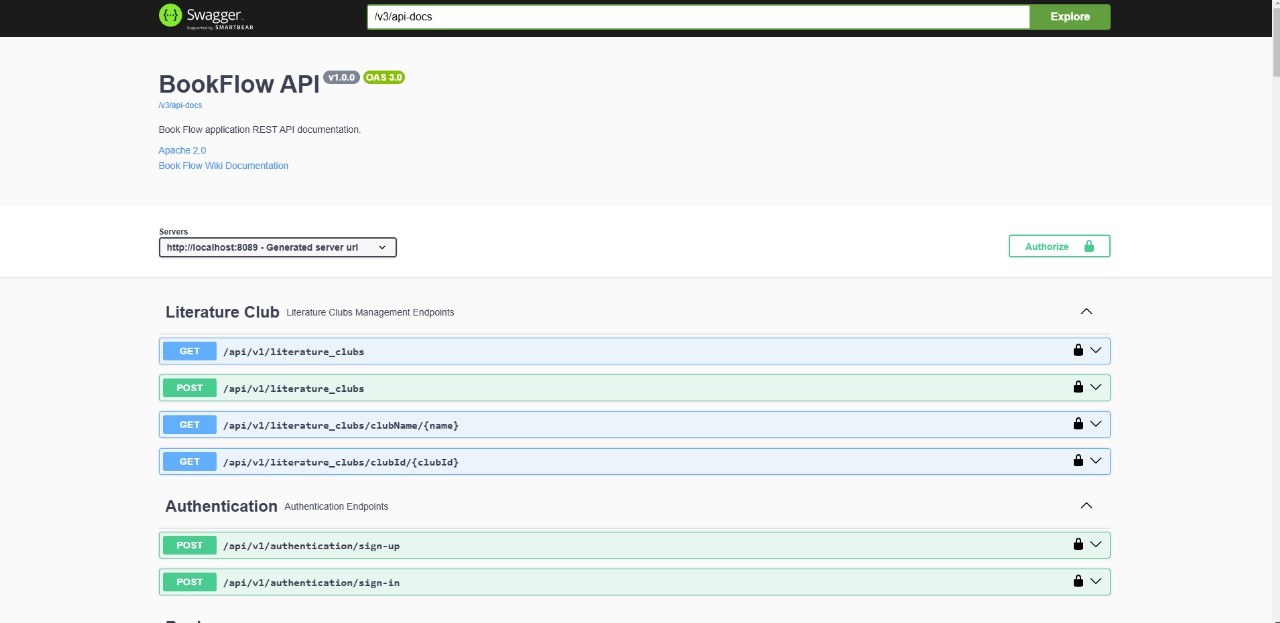 Swagger.
Supported by SMARTBEAR
/v3/api-docs
Explore
BookFlow API v1.0.0 OAS 3.0
/v3/api-docs
Book Flow application REST API documentation.
Apache 2.0
Book Flow Wiki Documentation
Servers
http://localhost:8089 - Generated server url
Authorize
Literature Club Literature Clubs Management Endpoints
GET /api/v1/literature_clubs
POST /api/v1/literature_clubs
GET /api/v1/literature_clubs/clubName/{name}
GET /api/v1/literature_clubs/clubId/{clubId}
Authentication Authentication Endpoints
POST /api/v1/authentication/sign-up
POST /api/v1/authentication/sign-in